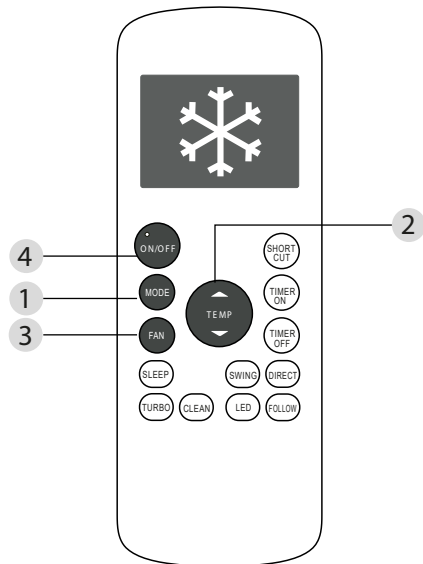 2
4
ON/OFF
SHORT
CUT
1
MODE
TEMP
TIMER
ON
3
FAN
TIMER
OFF
SLEEP
SWING
DIRECT
TURBO
CLEAN
LED
FOLLOW